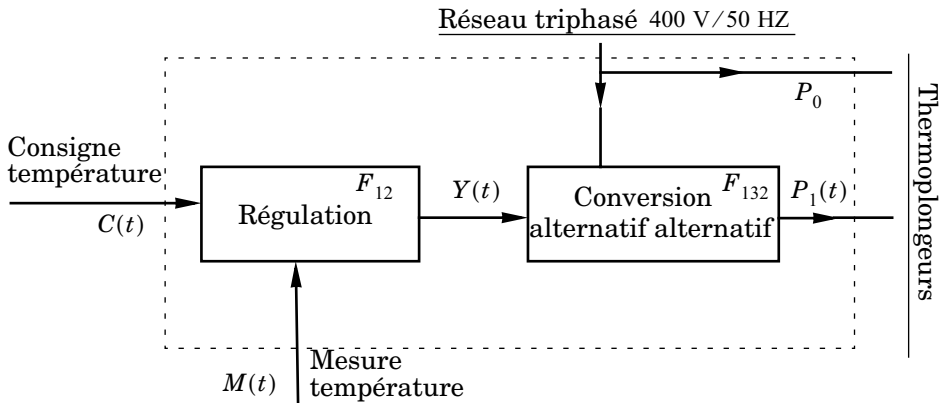 Réseau triphasé 400 V/50 HZ
P0
Thermoplongeurs
Consigne
température
C(t)
F12
Régulation
Y(t)
F132
Conversion
alternatif alternatif
P1(t)
Mesure
température
M(t)